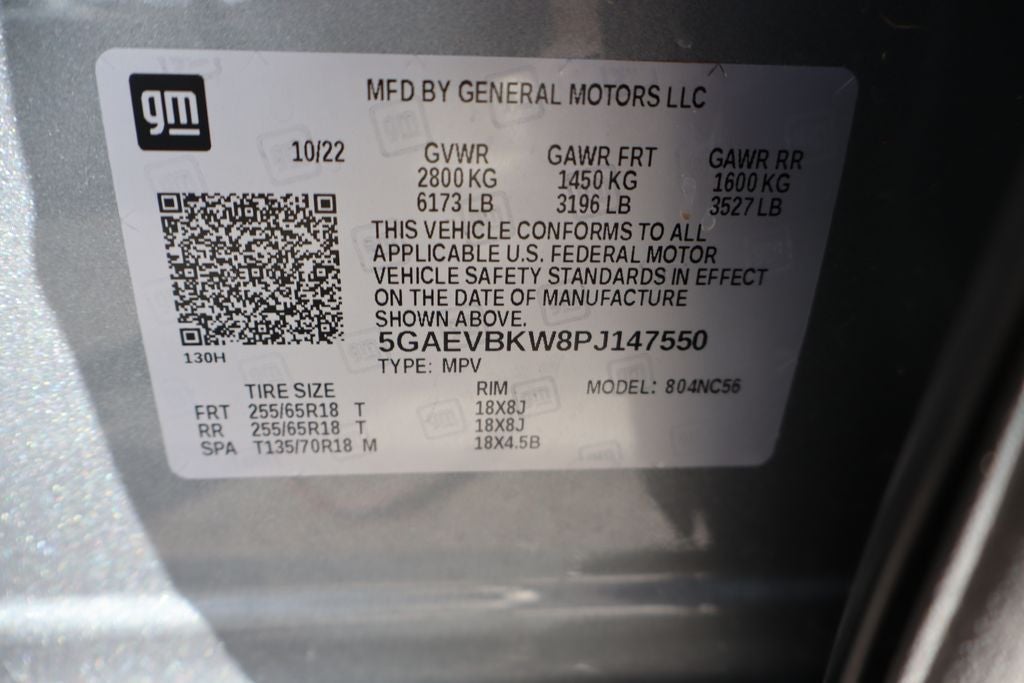 gm
MFD BY GENERAL MOTORS LLC
10/22 GVWR GAWR FRT GAWR RR
2800 KG 1450 KG 1600 KG
6173 LB 3196 LB 3527 LB
THIS VEHICLE CONFORMS TO ALL
APPLICABLE U.S. FEDERAL MOTOR
VEHICLE SAFETY STANDARDS IN EFFECT
ON THE DATE OF MANUFACTURE
SHOWN ABOVE.
5GAEVBKW8PJ147550
130H
TYPE: MPV
TIRE SIZE RIM MODEL: 804NC56
FRT 255/65R18 T 18X8J
RR 255/65R18 T 18X8J
SPA T135/70R18 M 18X4.5B